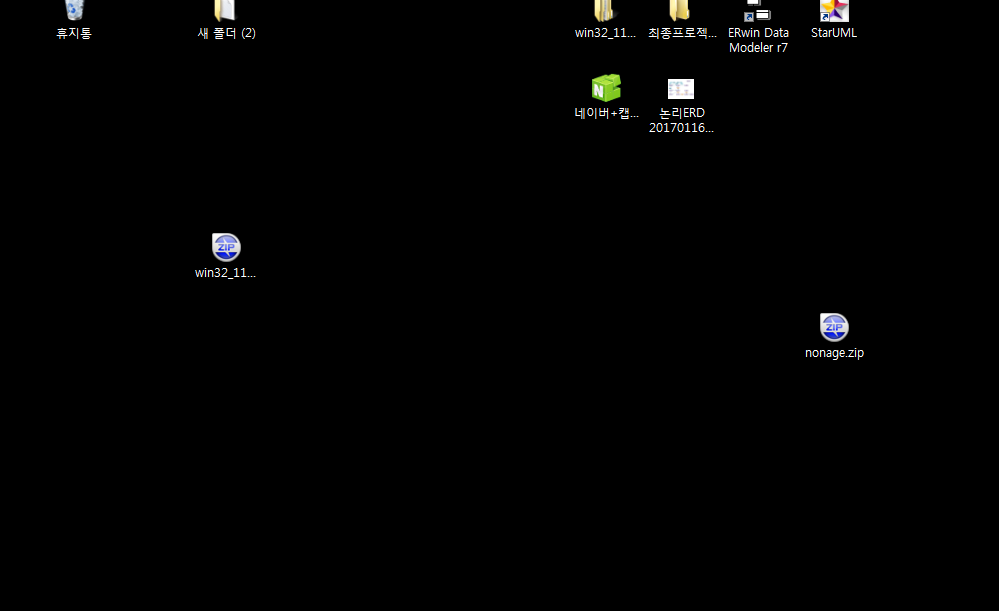 휴지통
새 폴더 (2)
win32_11...
최종프로젝...
ERwin Data
Modeler r7
StarUML
N
네이버+캡...
논리ERD
20170116...
ZIP
win32_11...
ZIP
nonage.zip